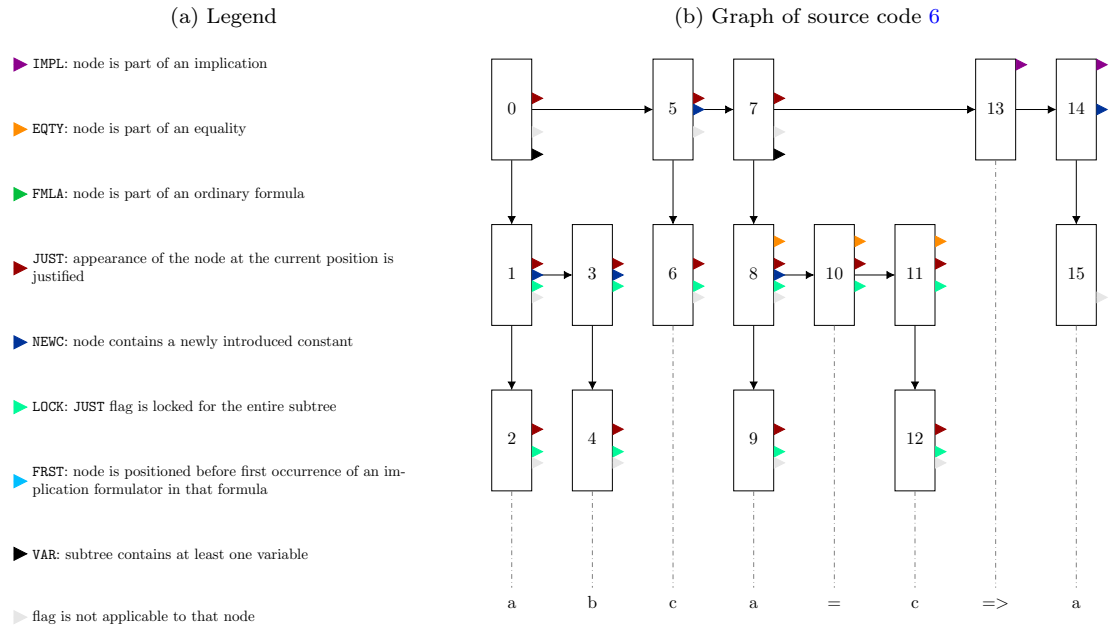 (a) Legend
IMPL: node is part of an implication
EQTY: node is part of an equality
FMLA: node is part of an ordinary formula
JUST: appearance of the node at the current position is
justified
NEWC: node contains a newly introduced constant
LOCK: JUST flag is locked for the entire subtree
FRST: node is positioned before first occurrence of an im-
plication formulator in that formula
VAR: subtree contains at least one variable
flag is not applicable to that node
(b) Graph of source code 6
0 5 7 13 14
1 3 6 8 10 11 15
2 4 9 12
a b c a = c => a